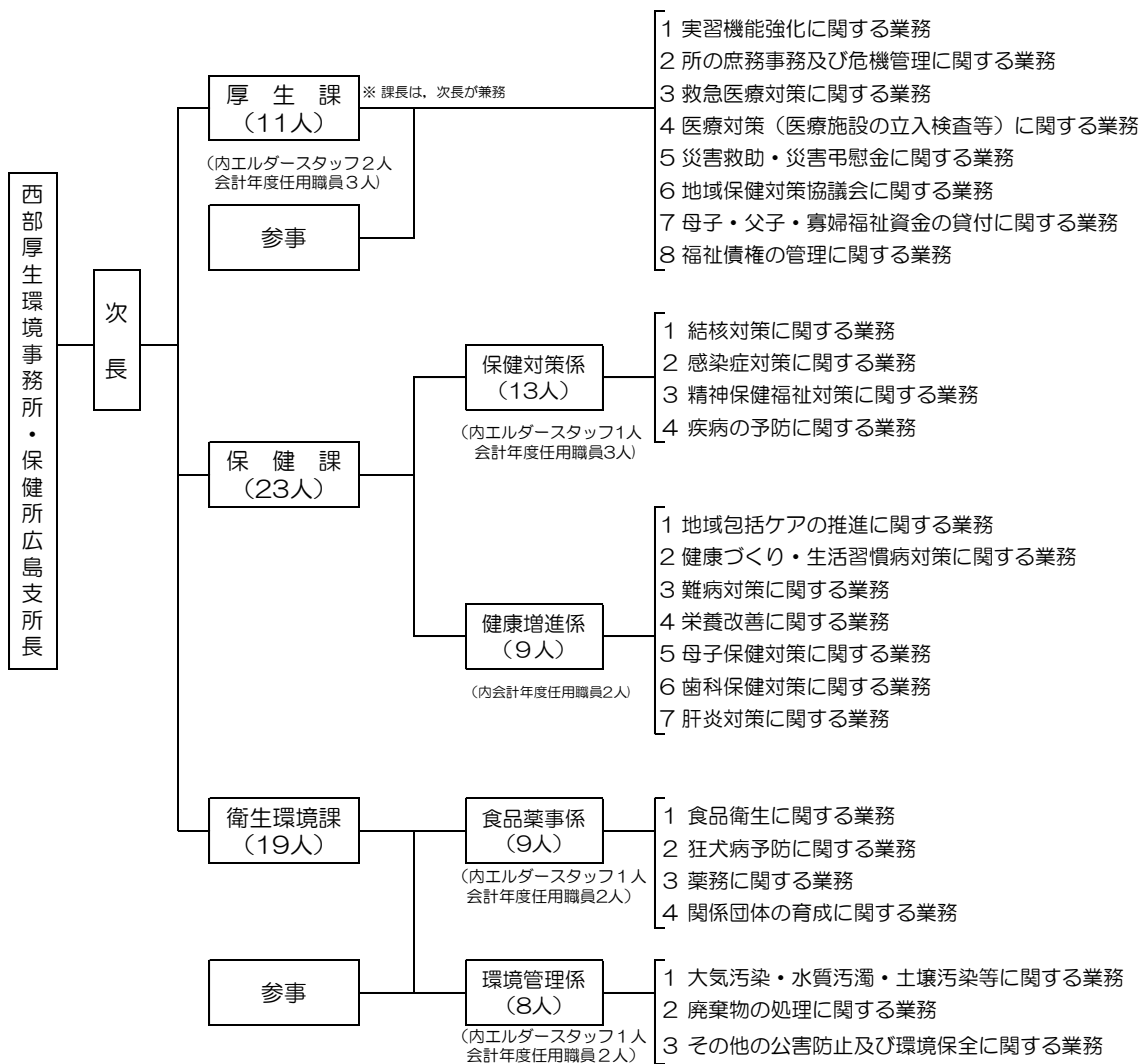 西部厚生環境事務所・保健所広島支所長
次長
厚生課
（11人）
※ 課長は，次長が兼務
（内エルダースタッフ２人
会計年度任用職員３人）
参事
1 実習機能強化に関する業務
2 所の庶務事務及び危機管理に関する業務
3 救急医療対策に関する業務
4 医療対策（医療施設の立入検査等）に関する業務
5 災害救助・災害弔慰金に関する業務
6 地域保健対策協議会に関する業務
7 母子・父子・寡婦福祉資金の貸付に関する業務
8 福祉債権の管理に関する業務
保健課
（23人）
保健対策係
（13人）
（内エルダースタッフ1人
会計年度任用職員3人）
1 結核対策に関する業務
2 感染症対策に関する業務
3 精神保健福祉対策に関する業務
4 疾病の予防に関する業務
健康増進係
（9人）
（内会計年度任用職員2人）
1 地域包括ケアの推進に関する業務
2 健康づくり・生活習慣病対策に関する業務
3 難病対策に関する業務
4 栄養改善に関する業務
5 母子保健対策に関する業務
6 歯科保健対策に関する業務
7 肝炎対策に関する業務
衛生環境課
（19人）
食品薬事係
（9人）
（内エルダースタッフ１人
会計年度任用職員2人）
1 食品衛生に関する業務
2 狂犬病予防に関する業務
3 薬務に関する業務
4 関係団体の育成に関する業務
参事
環境管理係
（8人）
（内エルダースタッフ１人
会計年度任用職員２人）
1 大気汚染・水質汚濁・土壌汚染等に関する業務
2 廃棄物の処理に関する業務
3 その他の公害防止及び環境保全に関する業務